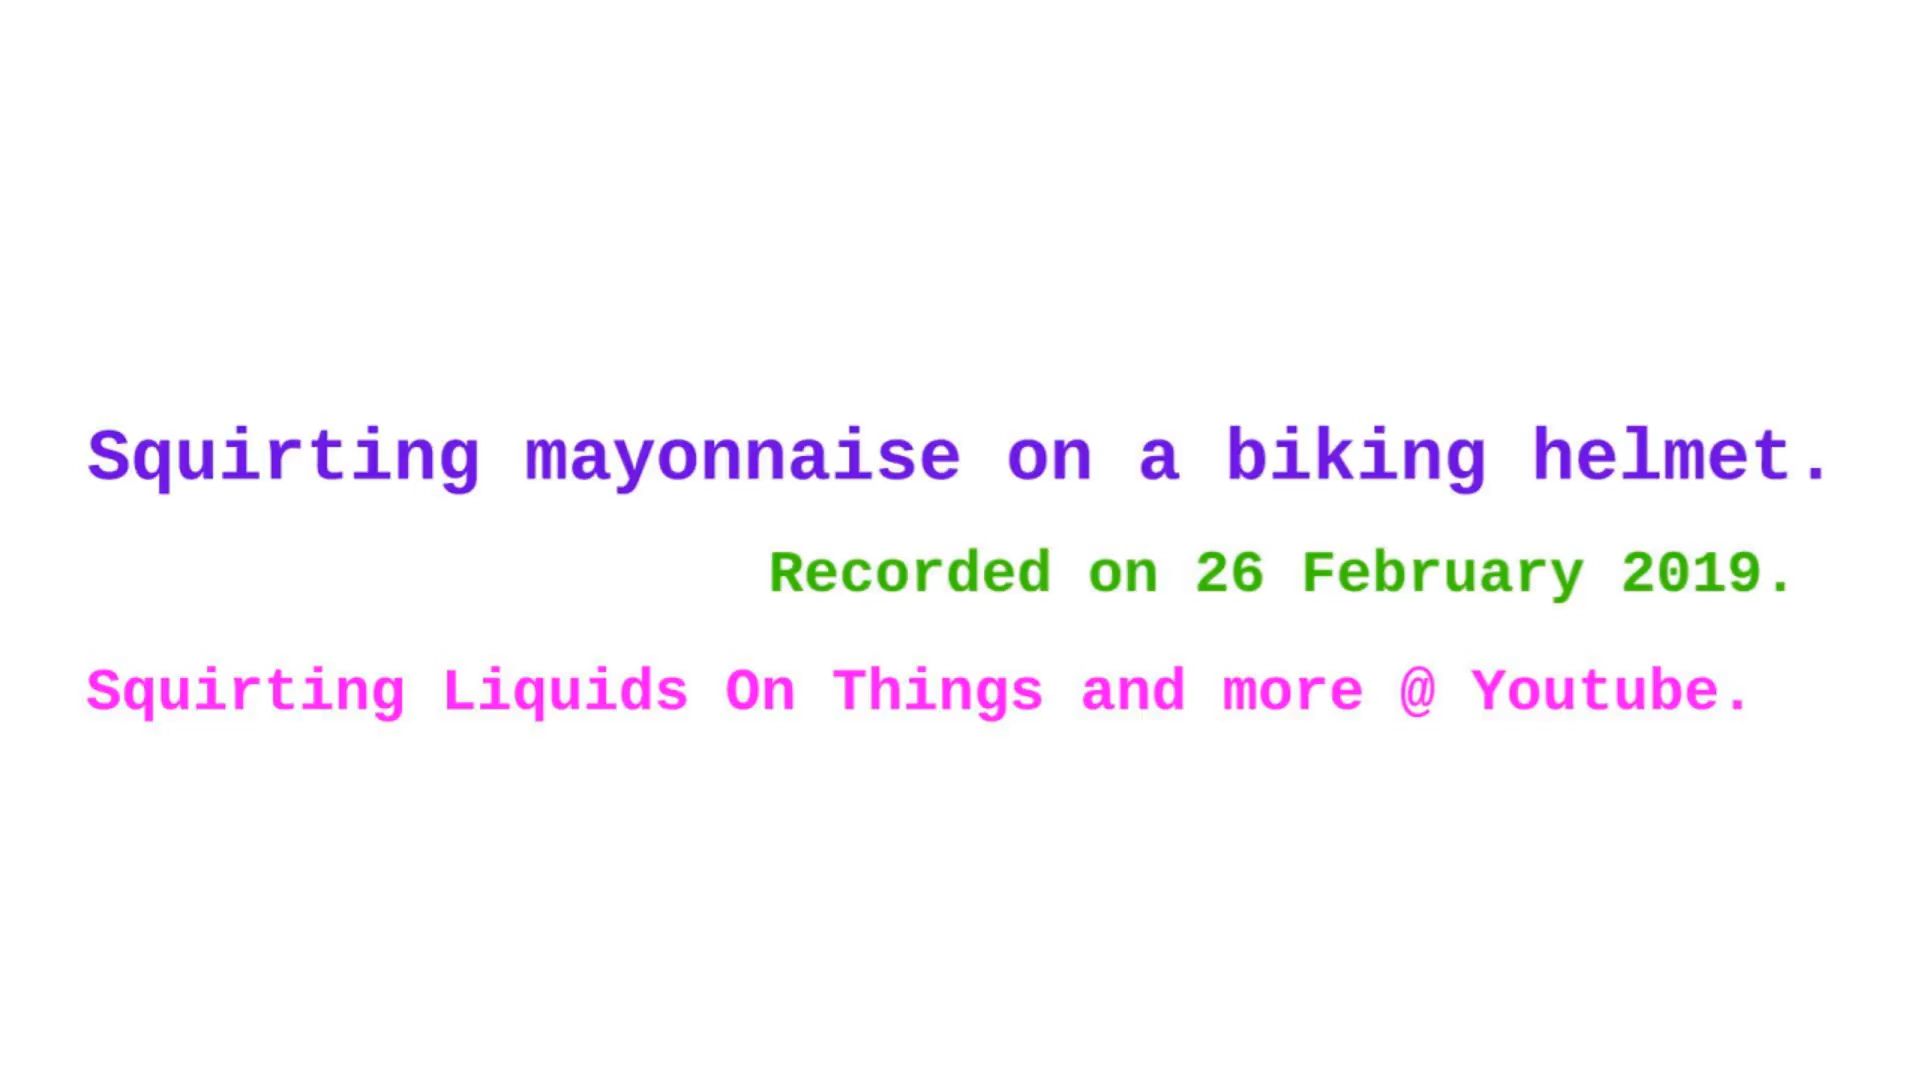 Squirting mayonnaise on a biking helmet.
Recorded on 26 February 2019.
Squirting Liquids On Things and more @ Youtube.